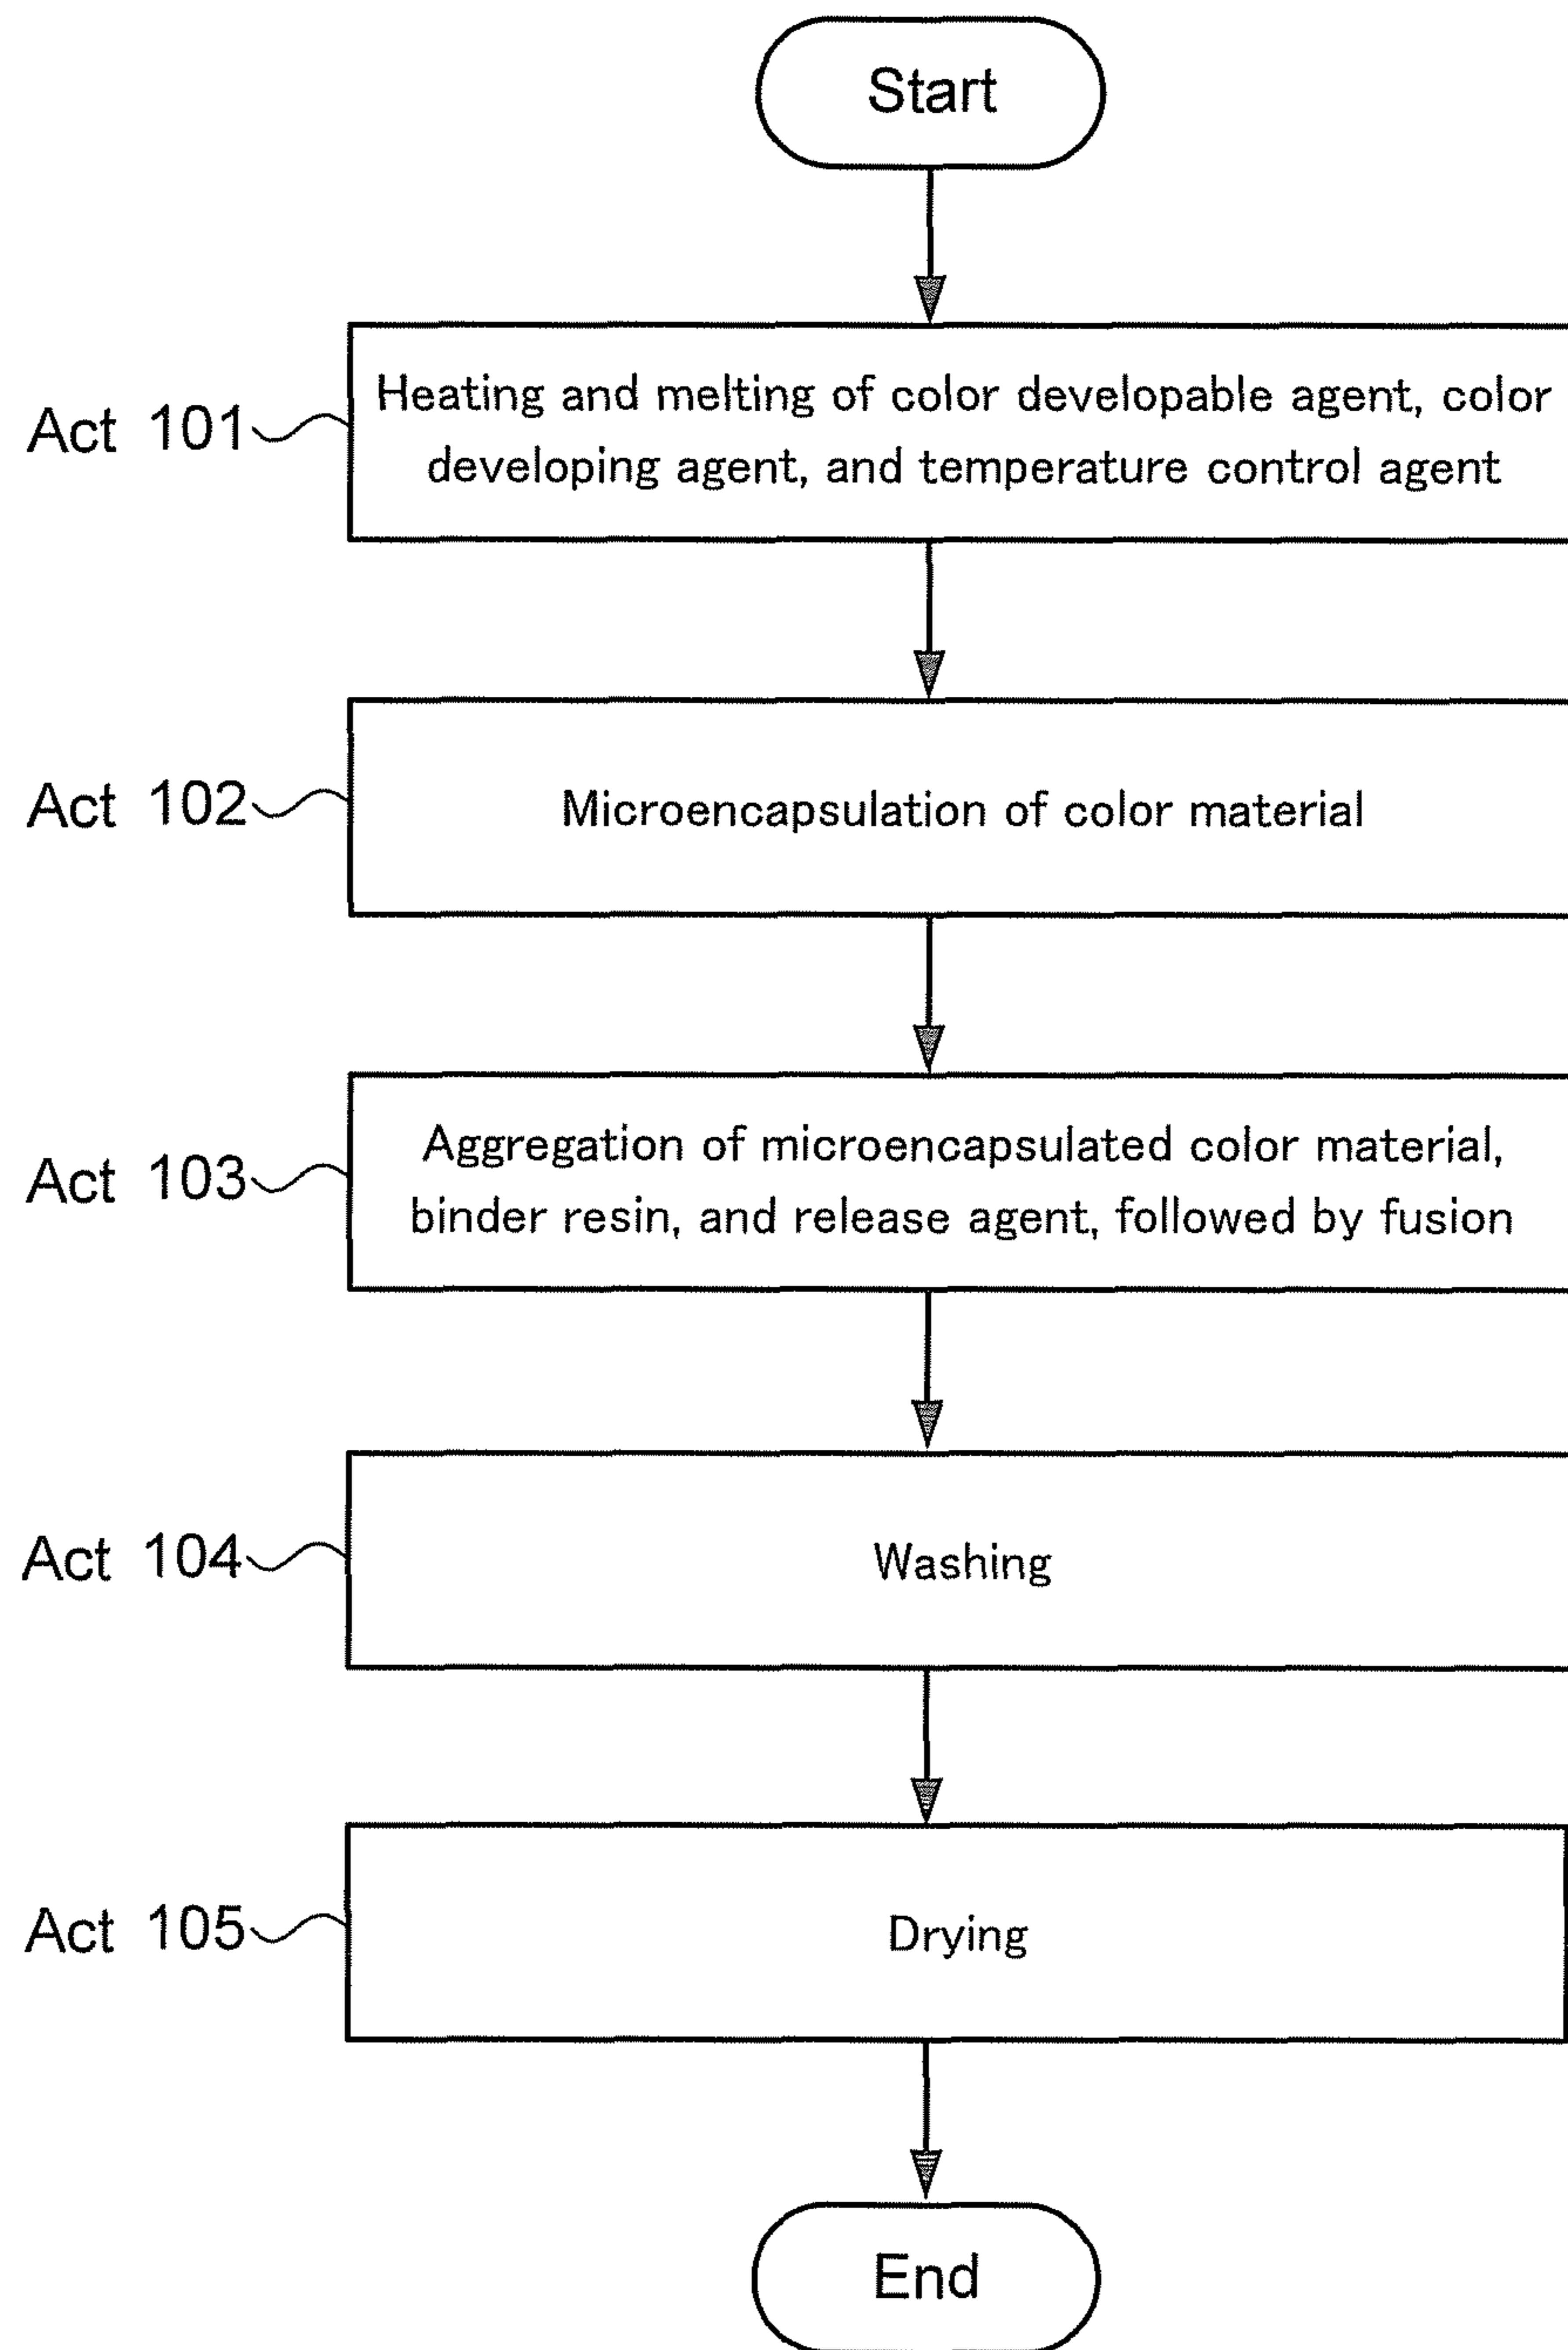 Start
Act 101
Heating and melting of color developable agent, color
developing agent, and temperature control agent
Act 102
Microencapsulation of color material
Act 103
Aggregation of microencapsulated color material,
binder resin, and release agent, followed by fusion
Act 104
Washing
Act 105
Drying
End